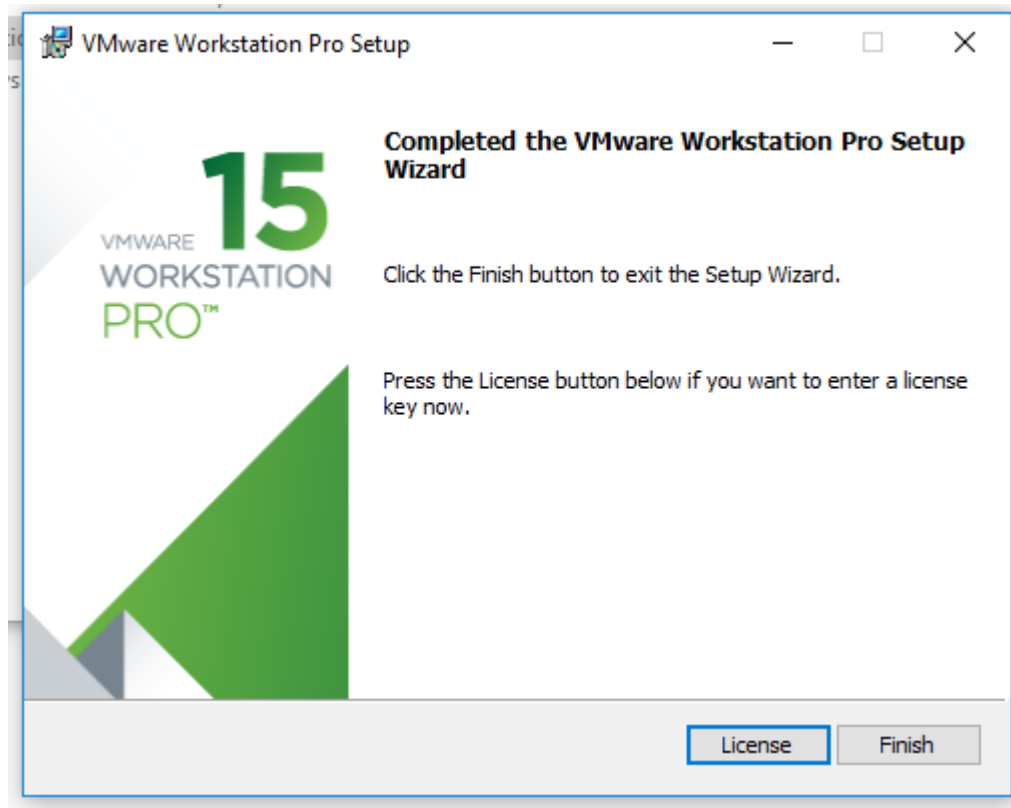 VMware Workstation Pro Setup
15
VMWARE
WORKSTATION
PRO™
Completed the VMware Workstation Pro Setup
Wizard
Click the Finish button to exit the Setup Wizard.
Press the License button below if you want to enter a license
key now.
License
Finish